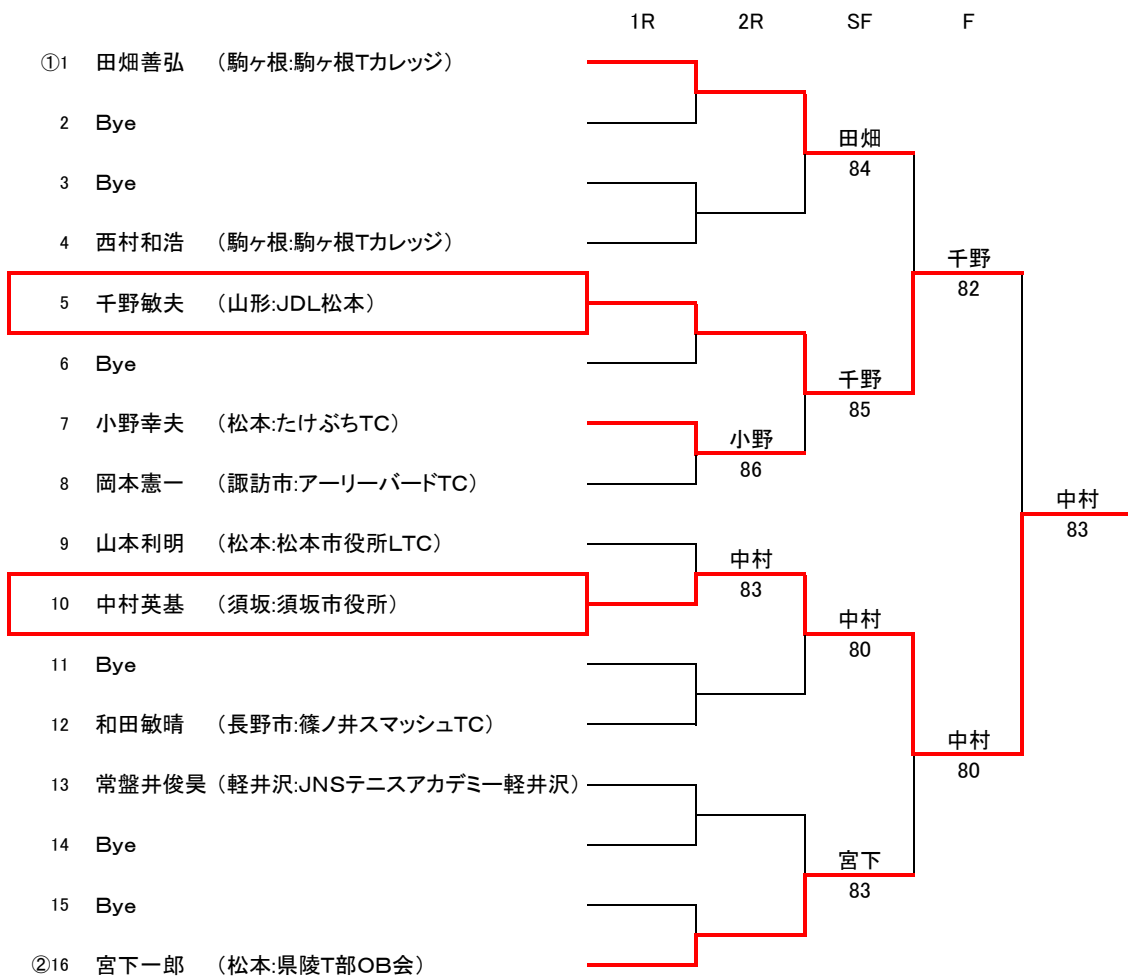 1R 2R SF F
①1 田畑善弘 （駒ヶ根:駒ヶ根Tカレッジ）
2 Bye
田畑
84
3 Bye
4 西村和浩 （駒ヶ根:駒ヶ根Tカレッジ）
千野
82
5 千野敏夫 （山形:JDL松本）
6 Bye
千野
85
7 小野幸夫 （松本:たけぶちTC）
小野
86
8 岡本憲一 （諏訪市:アーリーバードTC）
中村
83
9 山本利明 （松本:松本市役所LTC）
中村
83
10 中村英基 （須坂:須坂市役所）
中村
80
11 Bye
12 和田敏晴 （長野市:篠ノ井スマッシュTC）
中村
80
13 常盤井俊昊 （軽井沢:JNSテニスアカデミー軽井沢）
14 Bye
宮下
83
15 Bye
②16 宮下一郎 （松本:県陵T部OB会）